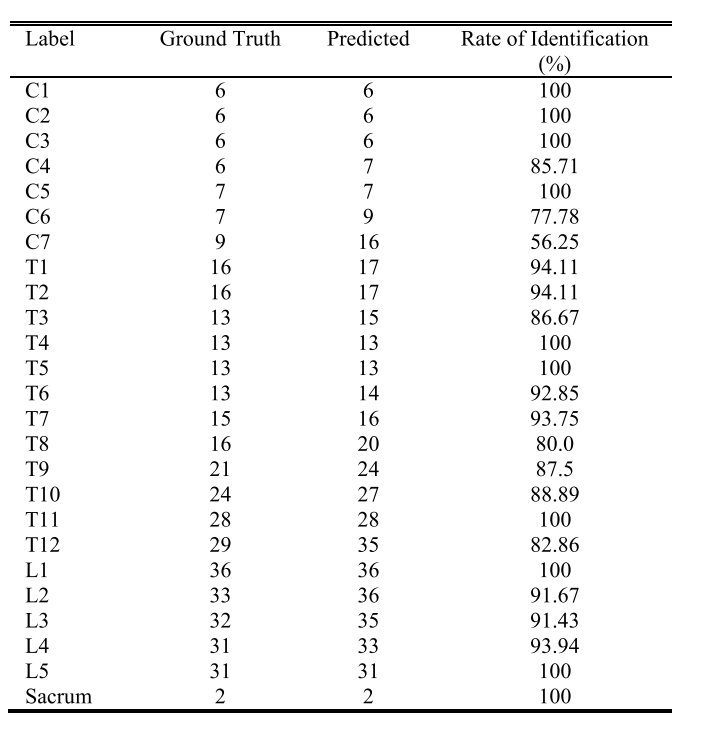 Label Ground Truth Predicted Rate of Identification
(%)
C1 6 6 100
C2 6 6 100
C3 6 6 100
C4 6 7 85.71
C5 7 7 100
C6 7 9 77.78
C7 9 16 56.25
T1 16 17 94.11
T2 16 17 94.11
T3 13 15 86.67
T4 13 13 100
T5 13 13 100
T6 13 14 92.85
T7 15 16 93.75
T8 16 20 80.0
T9 21 24 87.5
T10 24 27 88.89
T11 28 28 100
T12 29 35 82.86
L1 36 36 100
L2 33 36 91.67
L3 32 35 91.43
L4 31 33 93.94
L5 31 31 100
Sacrum 2 2 100